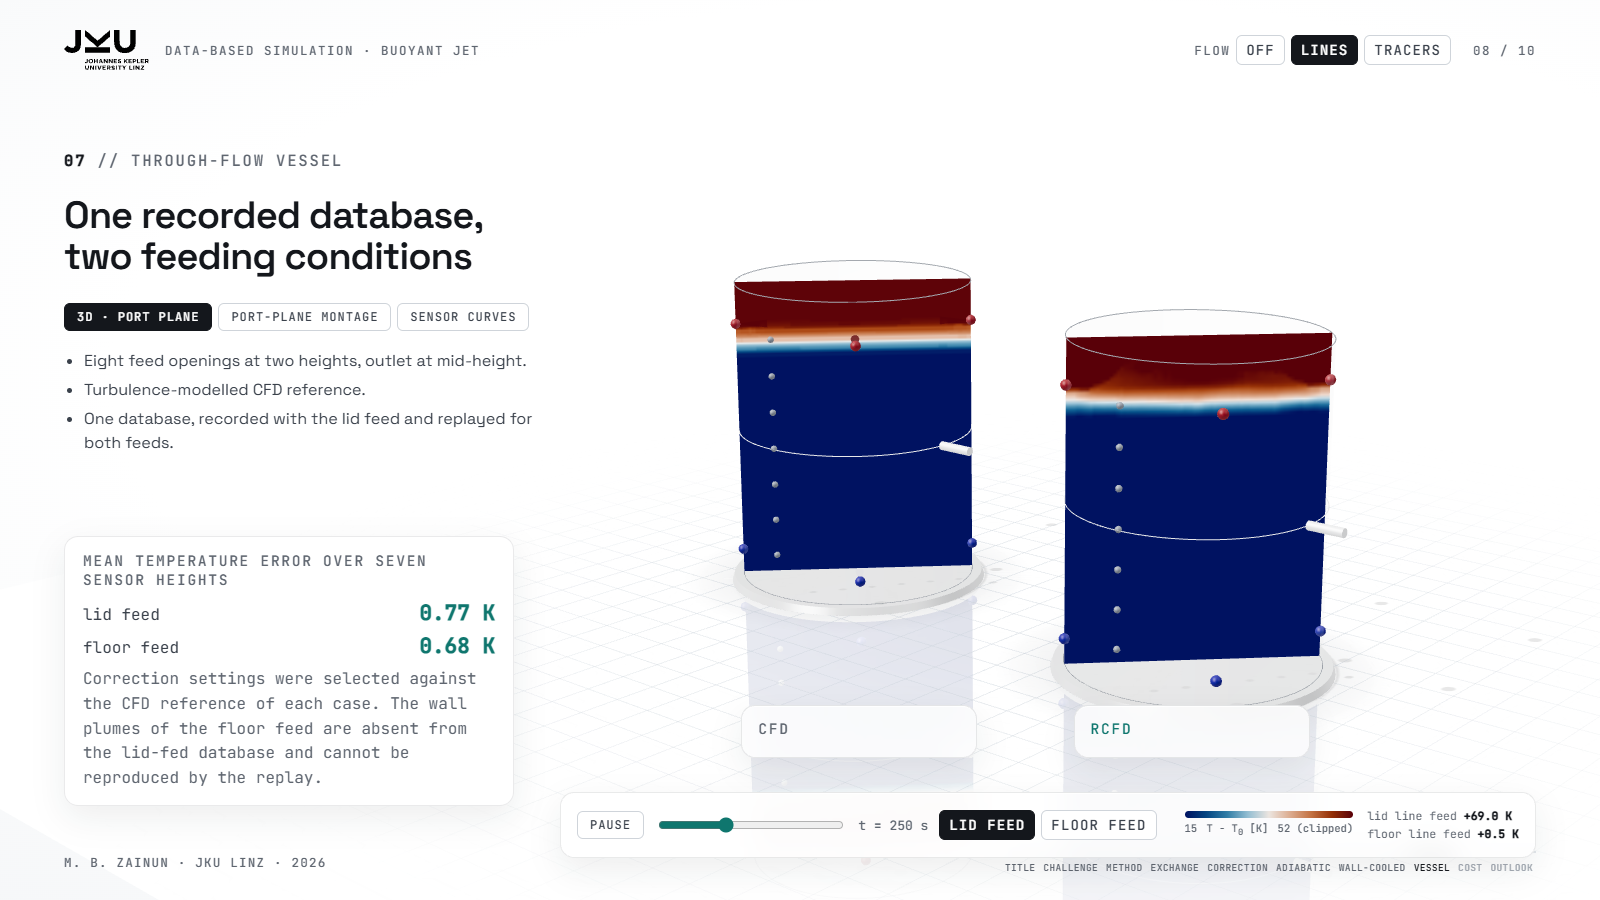 JKU
JOHANNES KEPLER
UNIVERSITY LINZ
DATA-BASED SIMULATION · BUOYANT JET
FLOW OFF LINES TRACERS 08 / 10
07 // THROUGH-FLOW VESSEL
One recorded database,
two feeding conditions
3D · PORT PLANE PORT-PLANE MONTAGE SENSOR CURVES
• Eight feed openings at two heights, outlet at mid-height.
• Turbulence-modelled CFD reference.
• One database, recorded with the lid feed and replayed for
both feeds.
MEAN TEMPERATURE ERROR OVER SEVEN
SENSOR HEIGHTS
lid feed 0.77 K
floor feed 0.68 K
Correction settings were selected against
the CFD reference of each case. The wall
plumes of the floor feed are absent from
the lid-fed database and cannot be
reproduced by the replay.
CFD
RCFD
PAUSE t = 250 s LID FEED FLOOR FEED
15 T - T0 [K] 52 (clipped)
lid line feed +69.0 K
floor line feed +0.5 K
M. B. ZAINUN · JKU LINZ · 2026
TITLE CHALLENGE METHOD EXCHANGE CORRECTION ADIABATIC WALL-COOLED VESSEL COST OUTLOOK